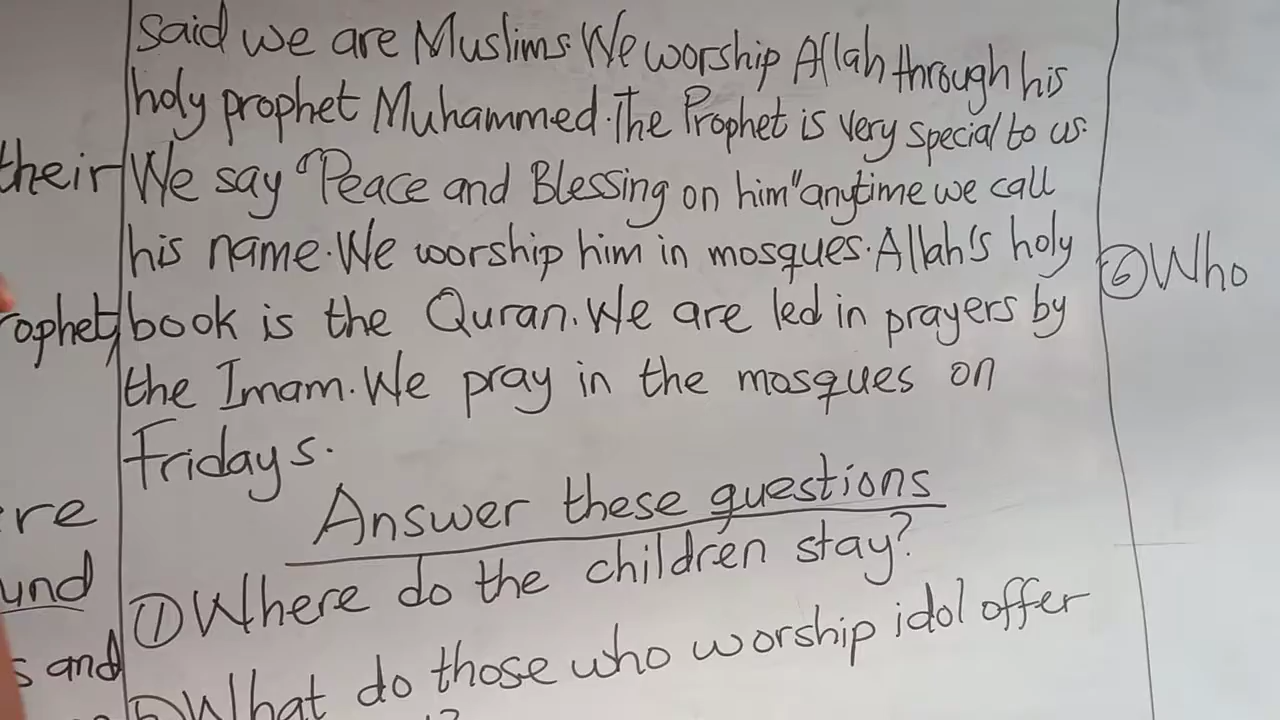 said we are Muslims. We worship Allah through his
holy prophet Muhammed. The Prophet is very special to us.
We say "Peace and Blessing on him" anytime we call
his name. We worship him in mosques. Allah's holy
book is the Quran. We are led in prayers by
the Imam. We pray in the mosques on
Fridays.
Answer these questions
① Where do the children stay?
What do those who worship idol offer
their
rophet,
re
und
s and
⑥ Who